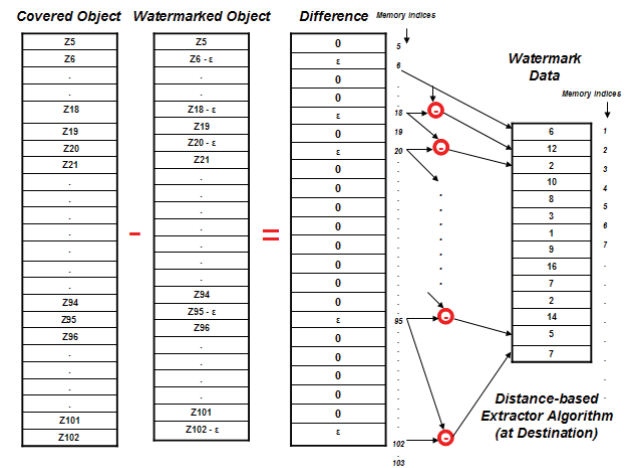 Covered Object
Watermarked Object
Difference
Memory indices
Z5
Z6
.
.
Z18
Z19
Z20
Z21
.
.
.
.
.
.
Z94
Z95
Z96
.
.
.
.
Z101
Z102
-
Z5
Z6 - ε
.
.
Z18 - ε
Z19
Z20 - ε
Z21
.
.
.
.
.
.
Z94
Z95 - ε
Z96
.
.
.
.
Z101
Z102 - ε
=
0
ε
0
0
ε
0
ε
0
0
0
0
0
0
0
0
ε
0
0
0
0
0
ε
5
6
18
19
20
95
102
103
-
-
-
-
Watermark
Data
Memory indices
6
12
2
10
8
3
1
9
16
7
2
14
5
7
1
2
3
4
5
6
7
Distance-based
Extractor Algorithm
(at Destination)